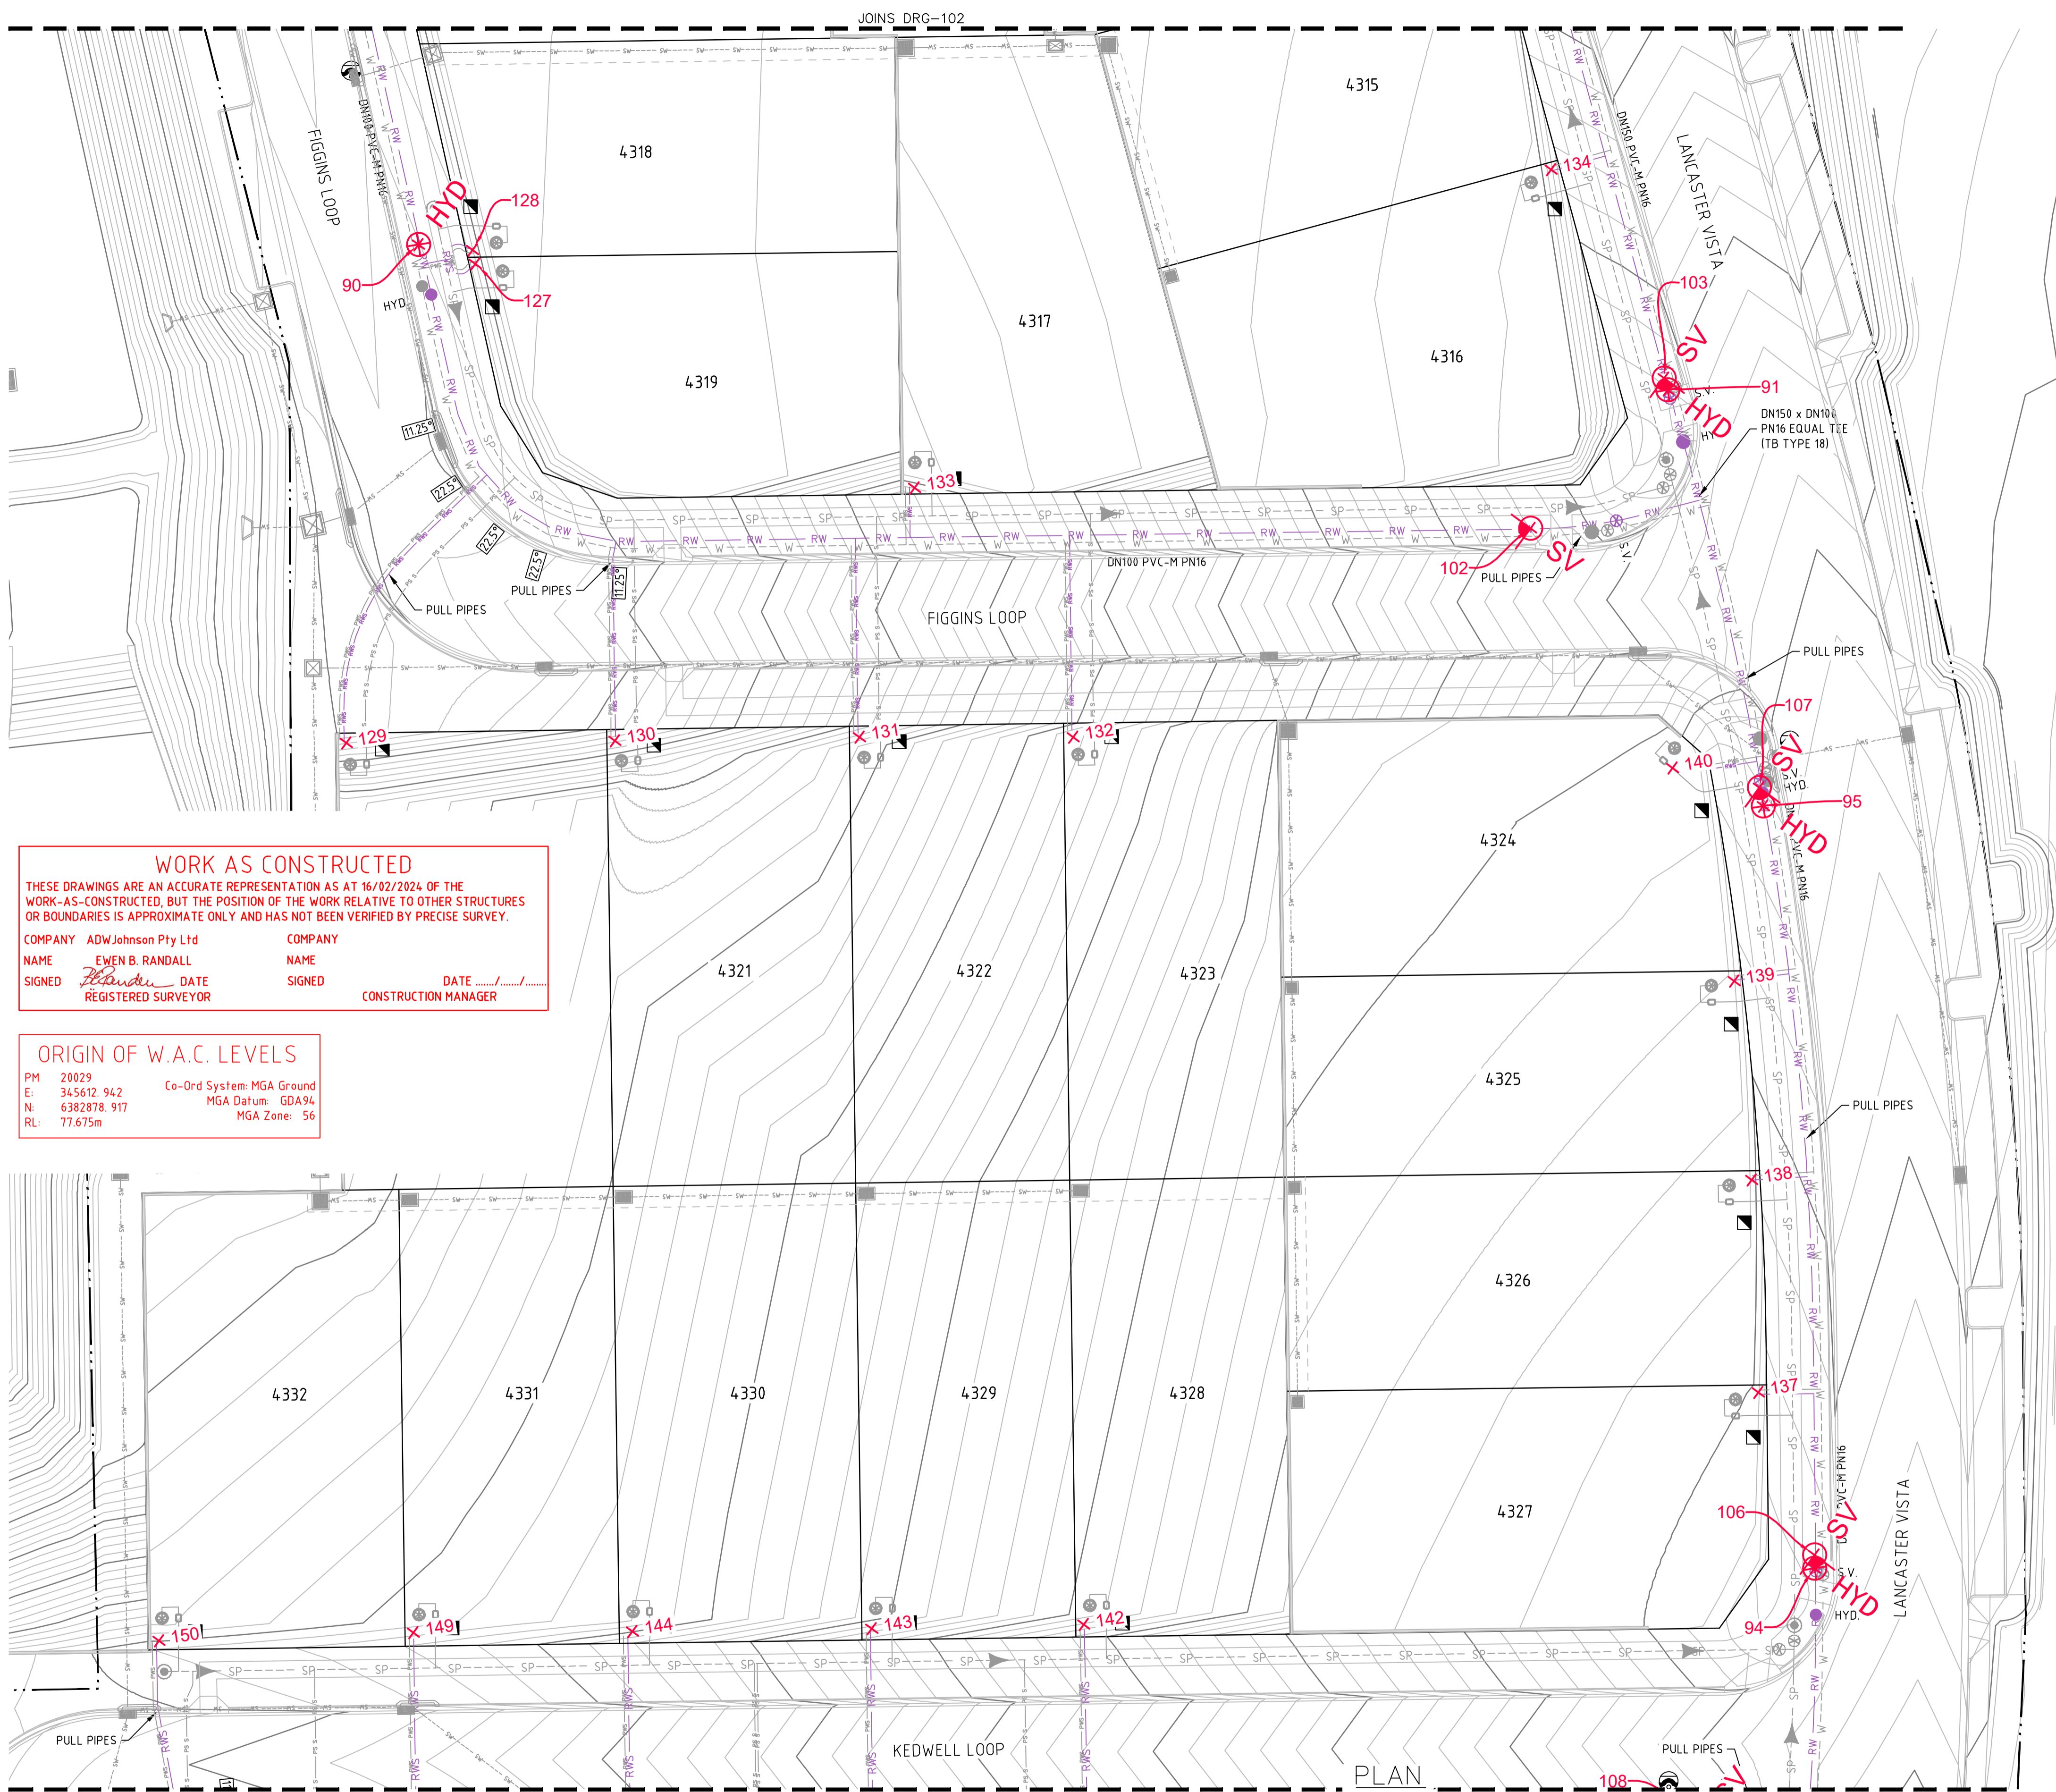 JOINS DRG-102
4315
FIGGINS LOOP
DN100 PVC-M PN16
4318
DN150 PVC-M PN16
LANCASTER VISTA
134
HYD
128
90
127
HYD.
103
4317
SV
4316
4319
91
S.V.
HYD
DN150 x DN100
PN16 EQUAL TEE
(TB TYPE 18)
11.25°
22.5°
133
22.5°
22.5°
11.25°
PULL PIPES
PULL PIPES
DN100 PVC-M PN16
102
SV
PULL PIPES
S.V.
FIGGINS LOOP
PULL PIPES
107
129
130
131
132
140
SV
HYD.
95
HYD
PVC-M PN16
4324
WORK AS CONSTRUCTED
THESE DRAWINGS ARE AN ACCURATE REPRESENTATION AS AT 16/02/2024 OF THE
WORK-AS-CONSTRUCTED, BUT THE POSITION OF THE WORK RELATIVE TO OTHER STRUCTURES
OR BOUNDARIES IS APPROXIMATE ONLY AND HAS NOT BEEN VERIFIED BY PRECISE SURVEY.
COMPANY ADWJohnson Pty Ltd COMPANY
NAME EWEN B. RANDALL NAME
SIGNED DATE SIGNED DATE ......./......./........
REGISTERED SURVEYOR CONSTRUCTION MANAGER
4321
4322
4323
139
ORIGIN OF W.A.C. LEVELS
PM 20029
E: 345612. 942 Co-Ord System: MGA Ground
N: 6382878. 917 MGA Datum: GDA94
RL: 77.675m MGA Zone: 56
4325
PULL PIPES
138
4326
4332
4331
4330
4329
4328
137
4327
PVC-M PN16
LANCASTER VISTA
106
SV
S.V.
HYD
HYD.
94
150
149
144
143
142
PULL PIPES
KEDWELL LOOP
PULL PIPES
PLAN
108
SV